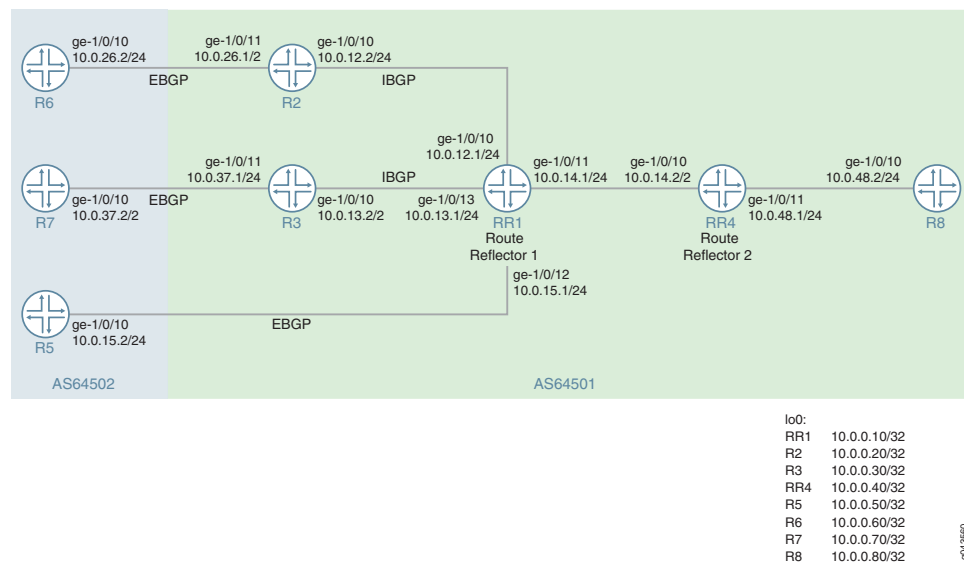 ge-1/0/10
10.0.26.2/24
ge-1/0/11
10.0.26.1/2
ge-1/0/10
10.0.12.2/24
EBGP
IBGP
R6
R2
ge-1/0/10
10.0.12.1/24
ge-1/0/11
10.0.37.1/24
IBGP
ge-1/0/11
10.0.14.1/24
ge-1/0/10
10.0.14.2/2
ge-1/0/10
10.0.48.2/24
ge-1/0/10
10.0.37.2/2
EBGP
ge-1/0/10
10.0.13.2/2
ge-1/0/13
10.0.13.1/24
ge-1/0/11
10.0.48.1/24
R7
R3
RR1
Route
Reflector 1
RR4
Route
Reflector 2
R8
ge-1/0/12
10.0.15.1/24
ge-1/0/10
10.0.15.2/24
EBGP
R5
AS64502
AS64501
lo0:
RR1 10.0.0.10/32
R2 10.0.0.20/32
R3 10.0.0.30/32
RR4 10.0.0.40/32
R5 10.0.0.50/32
R6 10.0.0.60/32
R7 10.0.0.70/32
R8 10.0.0.80/32